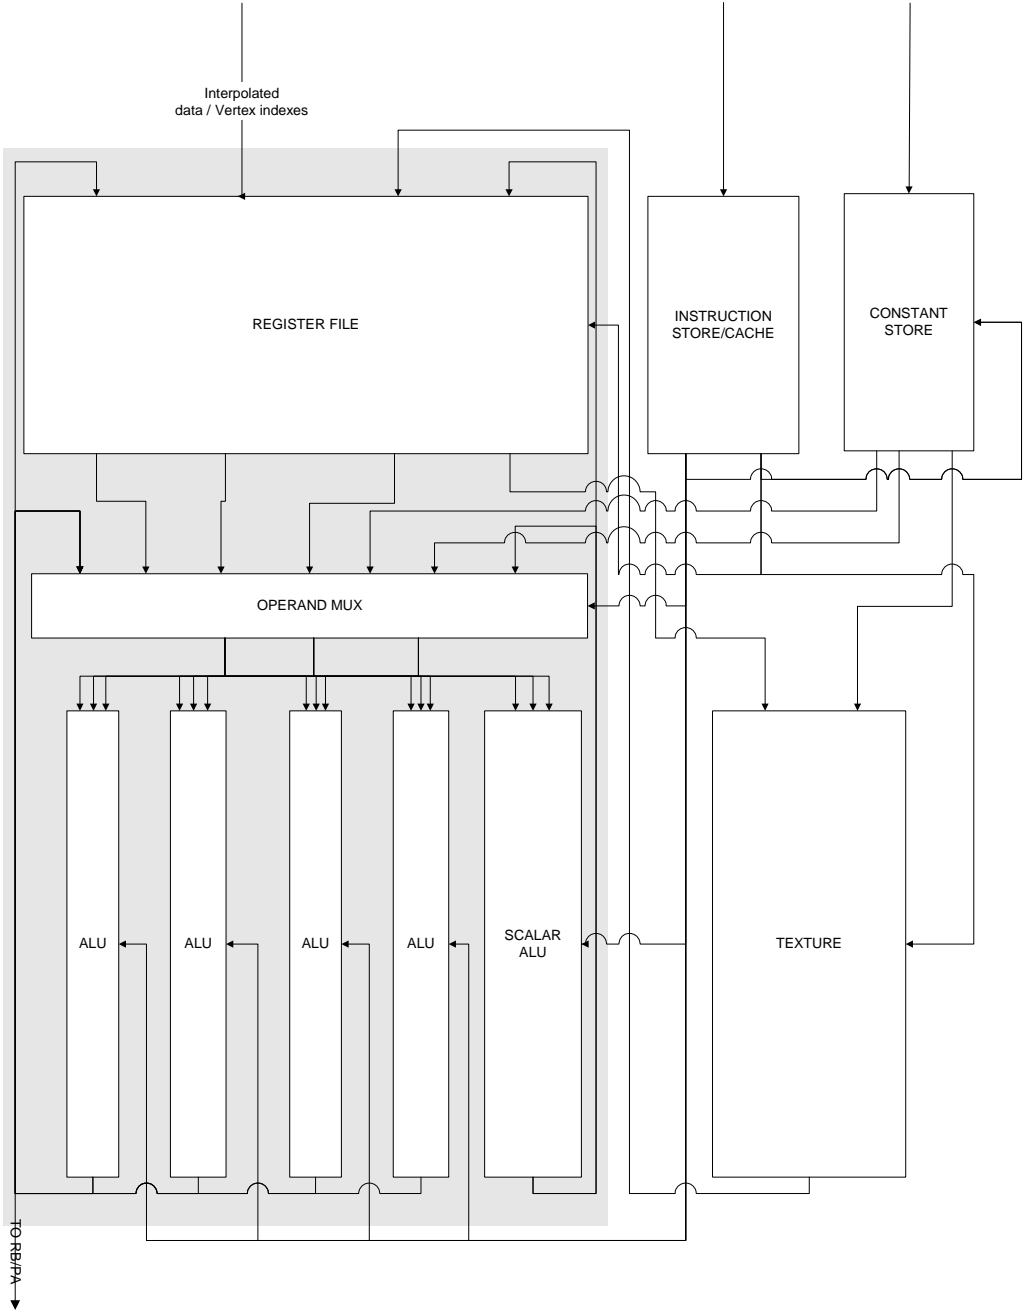 Interpolated
data / Vertex indexes
REGISTER FILE
INSTRUCTION
STORE/CACHE
CONSTANT
STORE
OPERAND MUX
ALU
ALU
ALU
ALU
SCALAR
ALU
TEXTURE
TO RB/PA